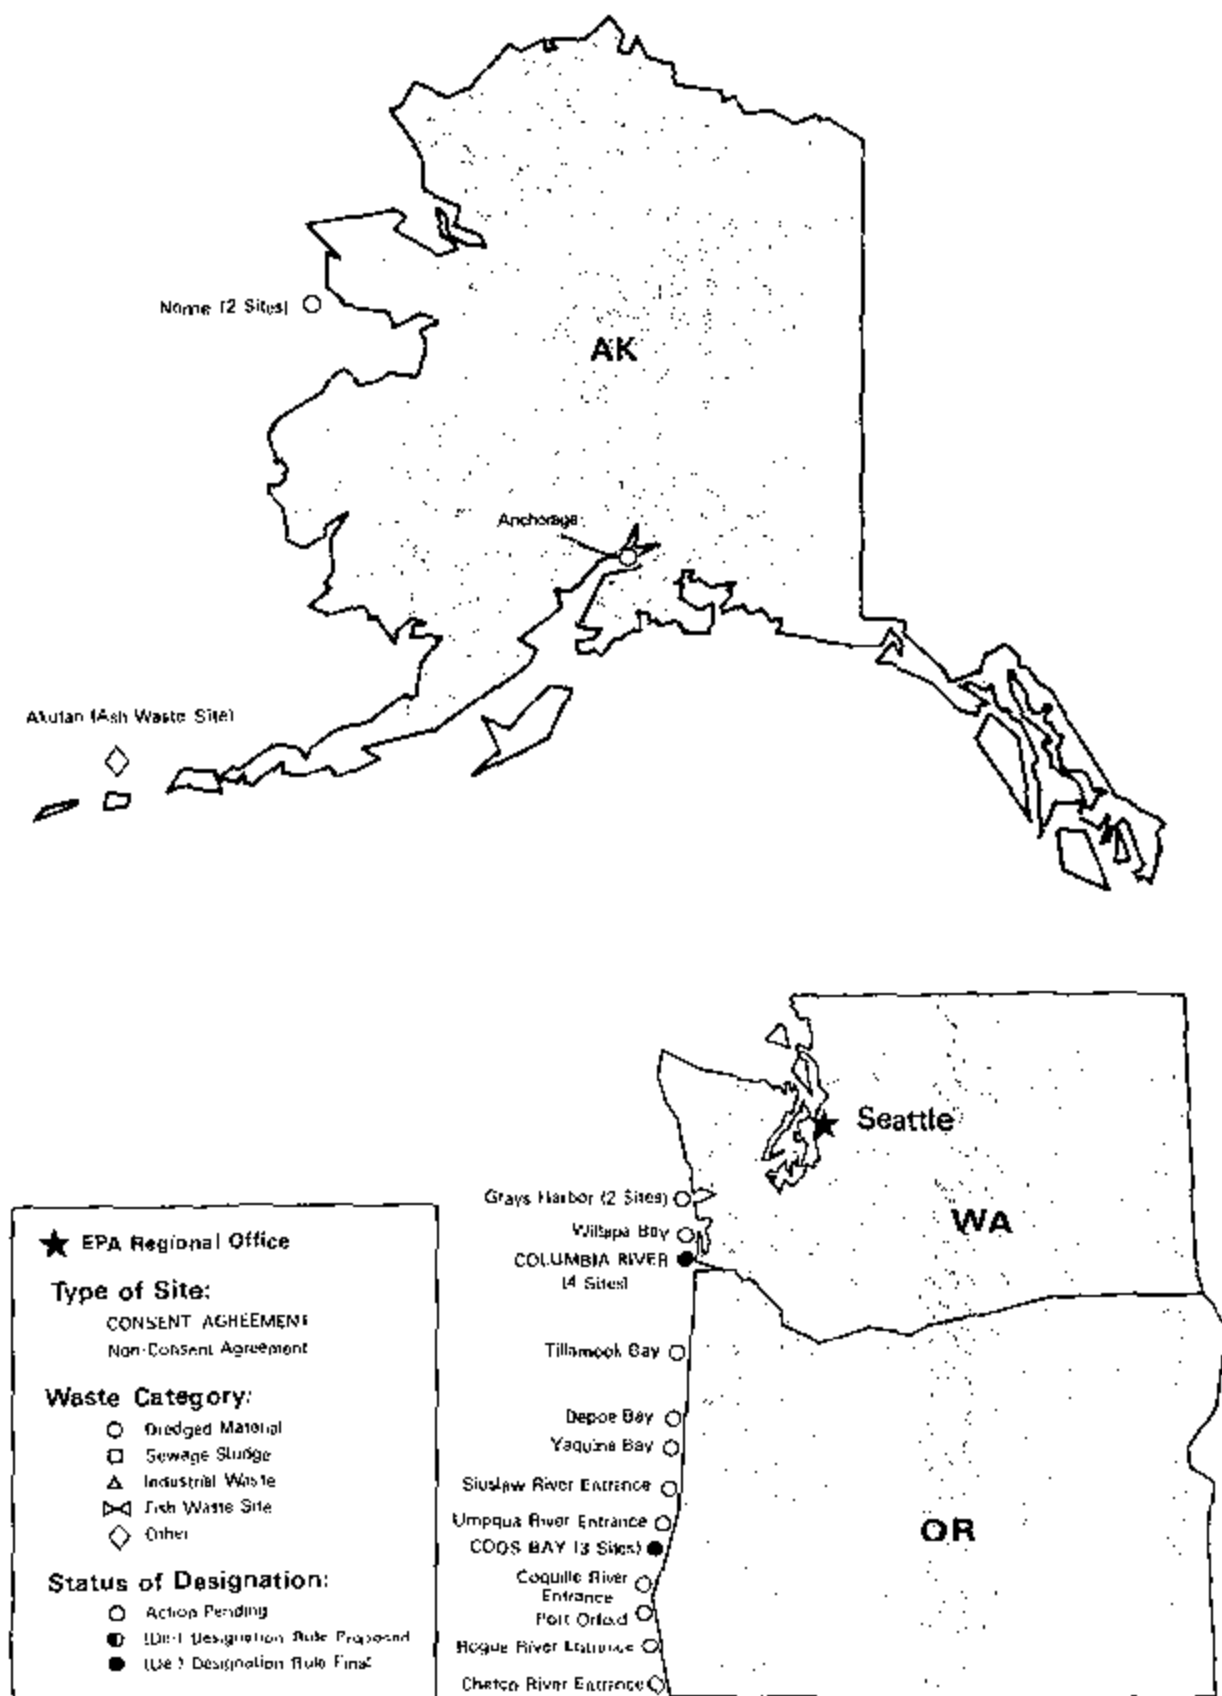 Nome (2 Sites)
AK
Anchorage
Akutan (Ash Waste Site)
Seattle
WA
Grays Harbor (2 Sites)
Willapa Bay
COLUMBIA RIVER
(4 Sites)
Tillamook Bay
Depoe Bay
Yaquina Bay
Siuslaw River Entrance
Umpqua River Entrance
COOS BAY (3 Sites)
Coquille River
Entrance
Port Orford
Rogue River Entrance
Chetco River Entrance
OR
EPA Regional Office
Type of Site:
CONSENT AGREEMENT
Non-Consent Agreement
Waste Category:
Dredged Material
Sewage Sludge
Industrial Waste
Fish Waste Site
Other
Status of Designation:
Action Pending
(De-) Designation Rule Proposed
(De-) Designation Rule Final